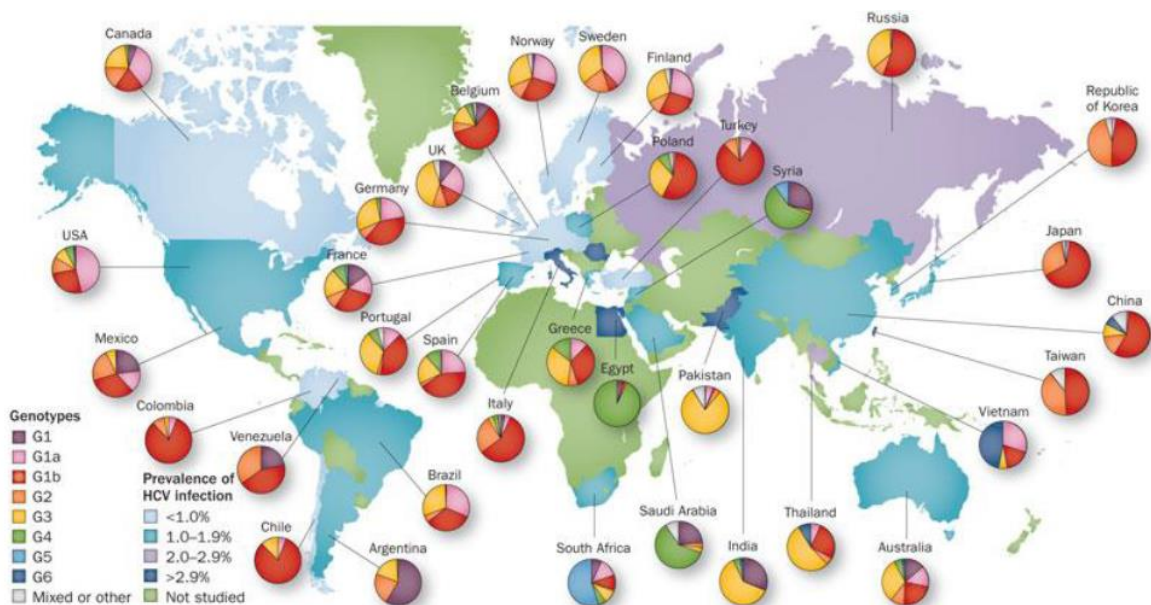 Canada
Norway
Sweden
Finland
Russia
Belgium
Republic
of Korea
UK
Poland
Turkey
Syria
Germany
USA
France
Japan
China
Portugal
Spain
Greece
Mexico
Egypt
Pakistan
Taiwan
Italy
Vietnam
Colombia
Venezuela
Brazil
Chile
Argentina
Saudi Arabia
South Africa
India
Thailand
Australia
Genotypes
G1
G1a
G1b
G2
G3
G4
G5
G6
Mixed or other
Prevalence of
HCV infection
<1.0%
1.0–1.9%
2.0–2.9%
>2.9%
Not studied